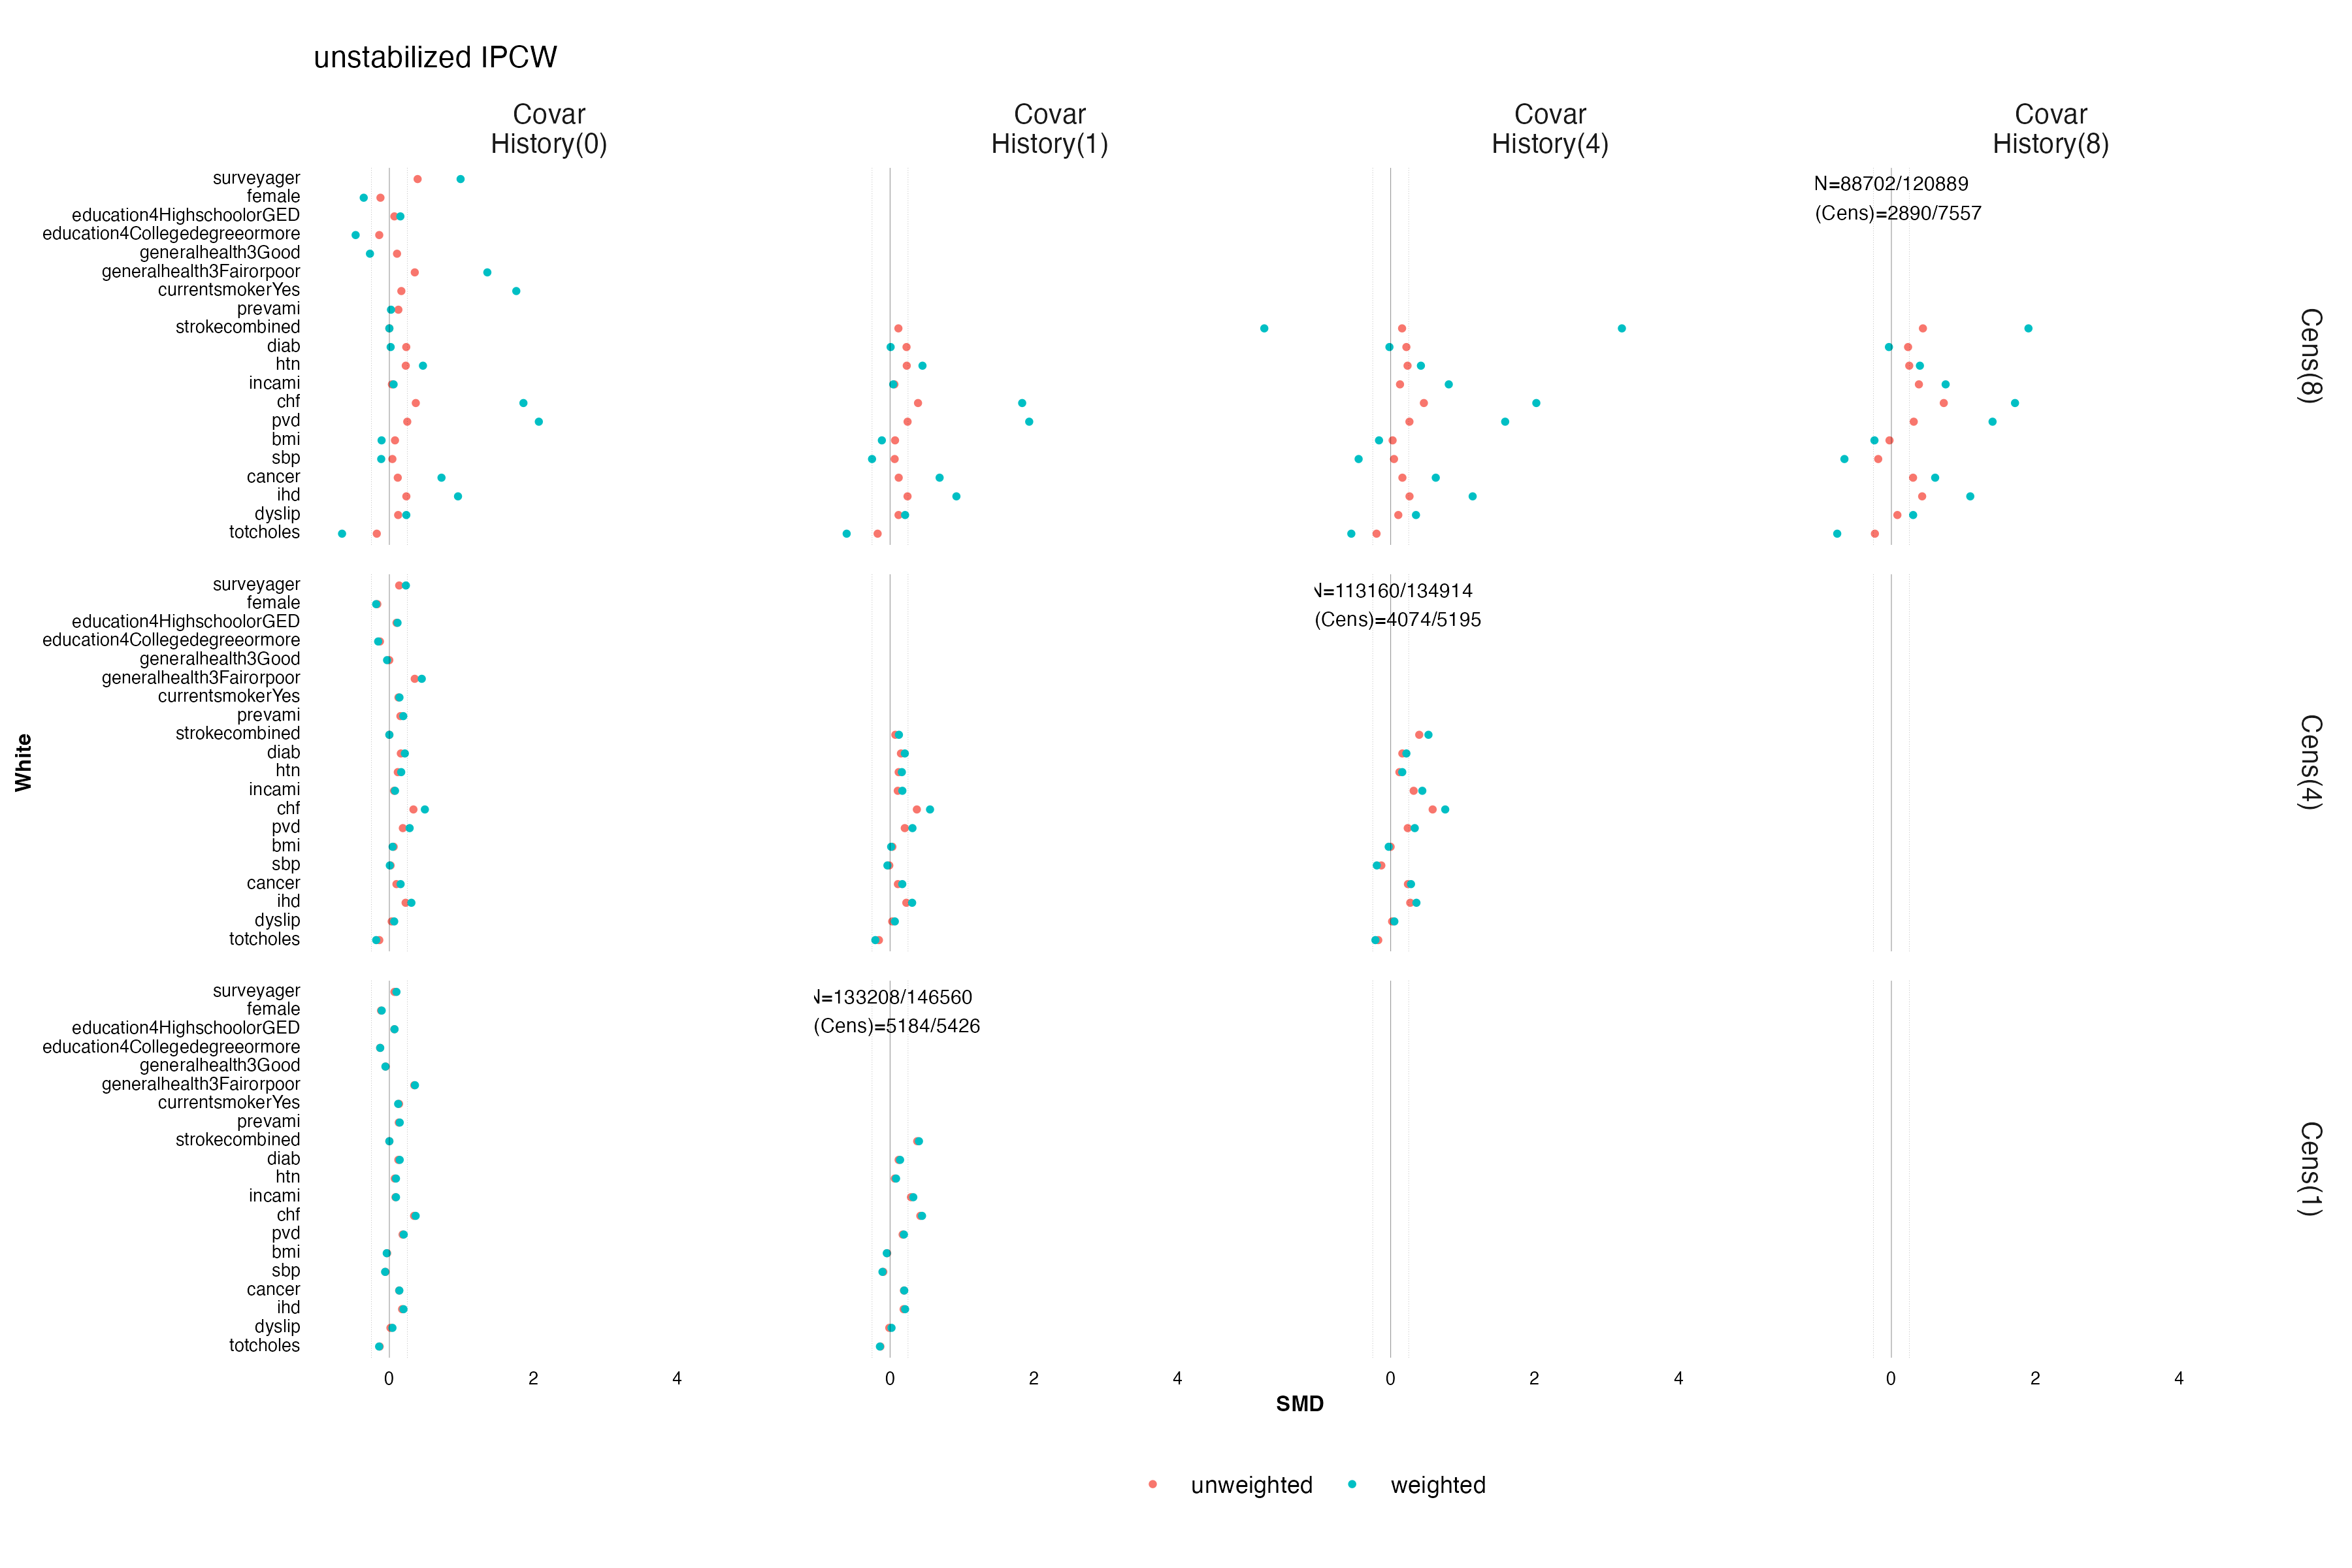 unstabilized IPCW
Covar
History(0)
Covar
History(1)
Covar
History(4)
Covar
History(8)
surveyager
female
education4HighschoolorGED
education4Collegedegreeormore
generalhealth3Good
generalhealth3Fairorpoor
currentsmokerYes
prevami
strokecombined
diab
htn
incami
chf
pvd
bmi
sbp
cancer
ihd
dyslip
totcholes
N=88702/120889
(Cens)=2890/7557
Cens(8)
White
surveyager
female
education4HighschoolorGED
education4Collegedegreeormore
generalhealth3Good
generalhealth3Fairorpoor
currentsmokerYes
prevami
strokecombined
diab
htn
incami
chf
pvd
bmi
sbp
cancer
ihd
dyslip
totcholes
N=113160/134914
(Cens)=4074/5195
Cens(4)
surveyager
female
education4HighschoolorGED
education4Collegedegreeormore
generalhealth3Good
generalhealth3Fairorpoor
currentsmokerYes
prevami
strokecombined
diab
htn
incami
chf
pvd
bmi
sbp
cancer
ihd
dyslip
totcholes
N=133208/146560
(Cens)=5184/5426
Cens(1)
0 2 4
0 2 4
0 2 4
0 2 4
SMD
unweighted
weighted